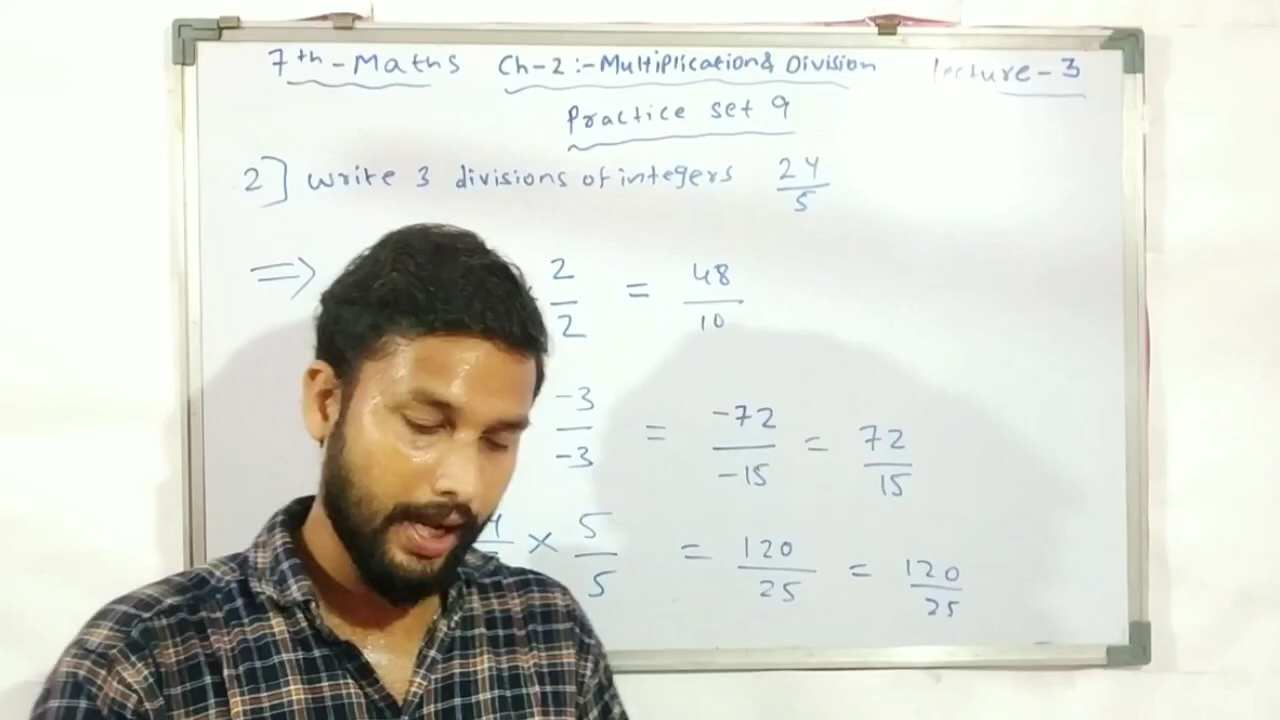 7th - Maths Ch-2 :- Multiplication & Division lecture - 3
Practice set 9
2] write 3 divisions of integers 24/5
⇒ 2/2 = 48/10
-3/-3 = -72/-15 = 72/15
× 5/5 = 120/25 = 120/25